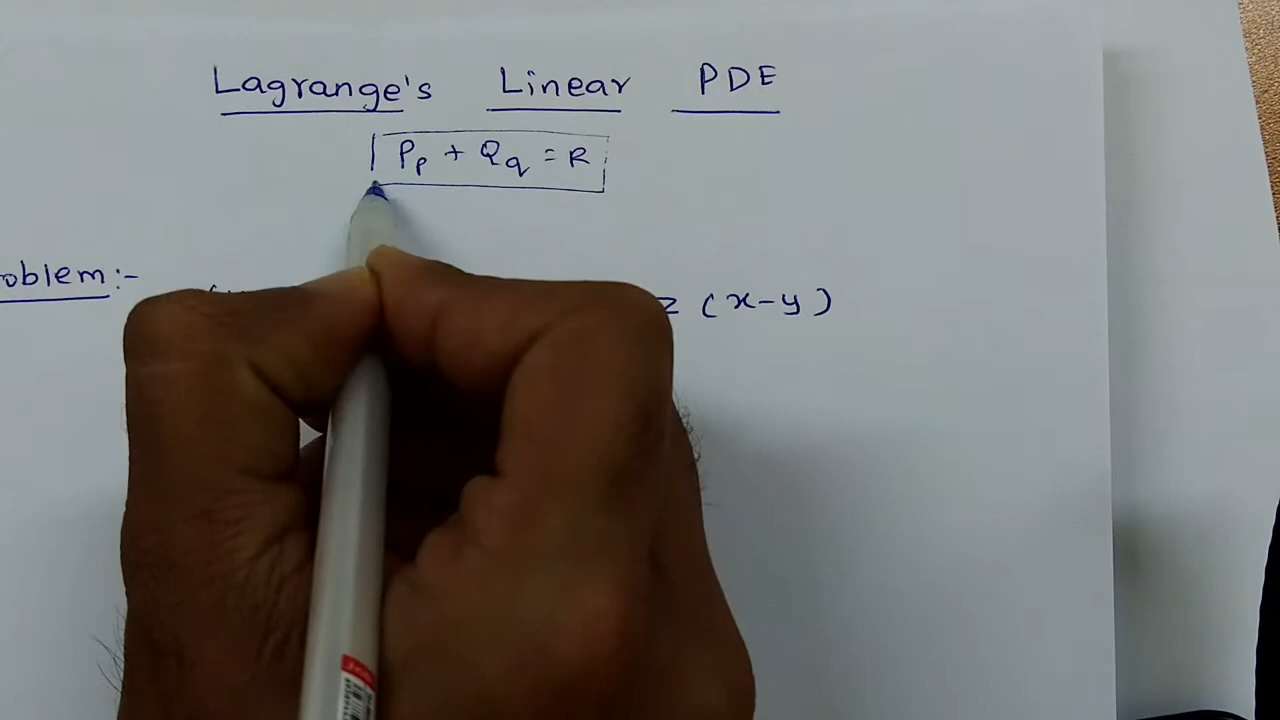 Lagrange's Linear PDE
Pp + Qq = R
oblem:-
z (x-y)